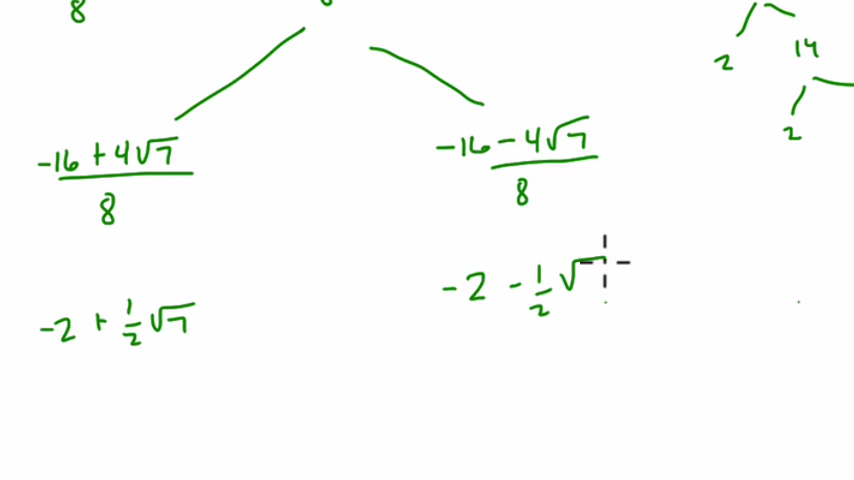 8
14
2
2
-16 + 4√7 / 8
-16 - 4√7 / 8
-2 + 1/2 √7
-2 - 1/2 √